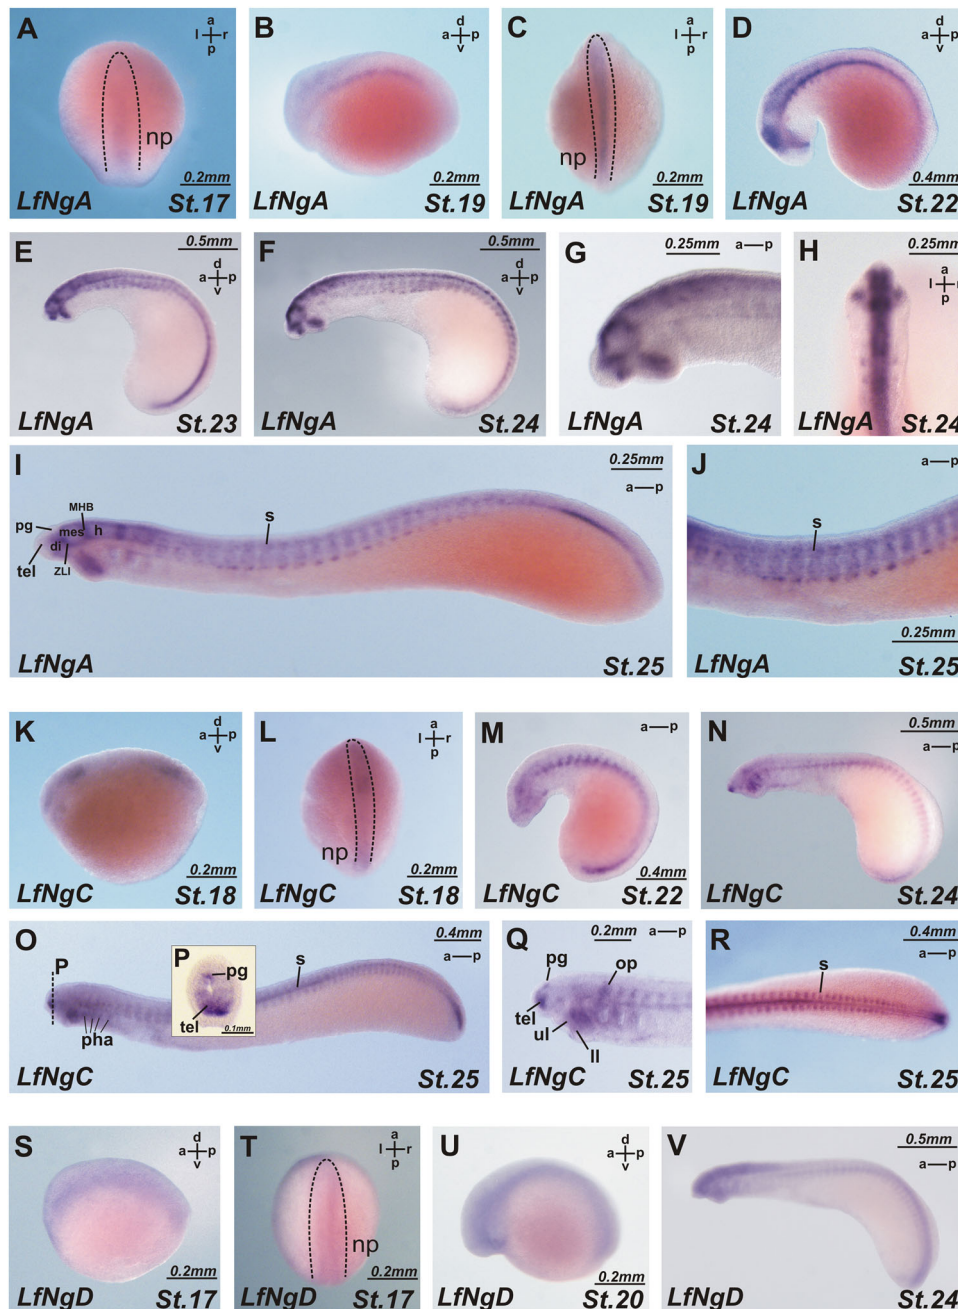 A
a
l r
p
np
0.2mm
LfNgA St.17
B
d
a p
v
0.2mm
LfNgA St.19
C
a
l r
p
np
0.2mm
LfNgA St.19
D
d
a p
v
0.4mm
LfNgA St.22
E
0.5mm
d
a p
v
LfNgA St.23
F
0.5mm
d
a p
v
LfNgA St.24
G
0.25mm
a—p
LfNgA St.24
H
0.25mm
a
l r
p
LfNgA St.24
I
0.25mm
a—p
MHB
pg mes h
di
tel ZLI
s
LfNgA St.25
J
a—p
s
0.25mm
LfNgA St.25
K
d
a p
v
0.2mm
LfNgC St.18
L
a
l r
p
np
0.2mm
LfNgC St.18
M
a—p
0.4mm
LfNgC St.22
N
0.5mm
a—p
LfNgC St.24
O
0.4mm
a—p
P
s
pha
LfNgC St.25
P
pg
tel
0.1mm
Q
0.2mm
a—p
pg op
tel
ul
ll
LfNgC St.25
R
0.4mm
a—p
s
LfNgC St.25
S
d
a p
v
0.2mm
LfNgD St.17
T
a
l r
p
np
0.2mm
LfNgD St.17
U
d
a p
v
0.2mm
LfNgD St.20
V
0.5mm
a—p
LfNgD St.24